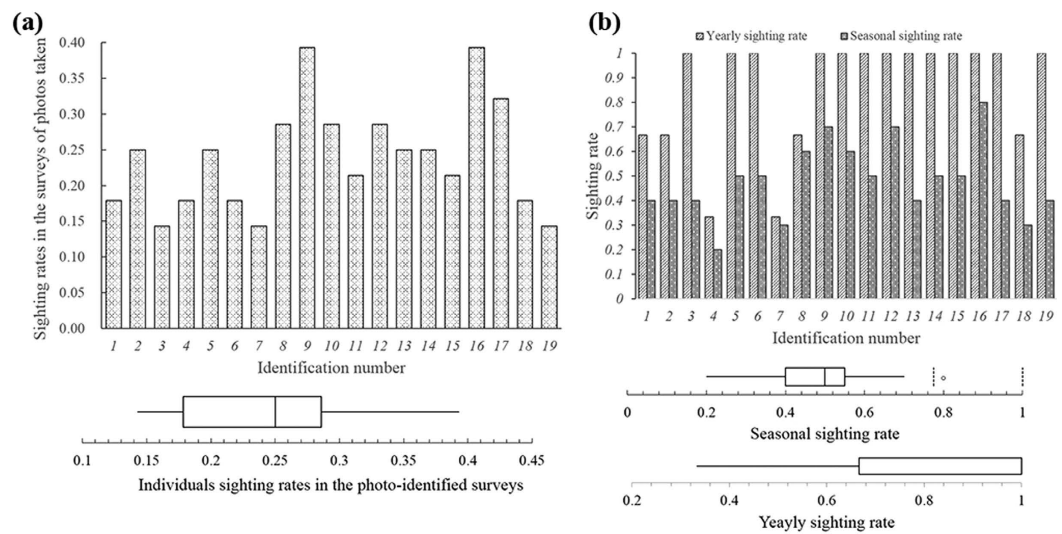 (a)
Sighting rates in the surveys of photos taken
0.40
0.35
0.30
0.25
0.20
0.15
0.10
0.05
0.00
1 2 3 4 5 6 7 8 9 10 11 12 13 14 15 16 17 18 19
Identification number
0.1 0.15 0.2 0.25 0.3 0.35 0.4 0.45
Individuals sighting rates in the photo-identified surveys
(b)
Yearly sighting rate Seasonal sighting rate
Sighting rate
1
0.9
0.8
0.7
0.6
0.5
0.4
0.3
0.2
0.1
0
1 2 3 4 5 6 7 8 9 10 11 12 13 14 15 16 17 18 19
Identification number
0 0.2 0.4 0.6 0.8 1
Seasonal sighting rate
0.2 0.4 0.6 0.8 1
Yeayly sighting rate